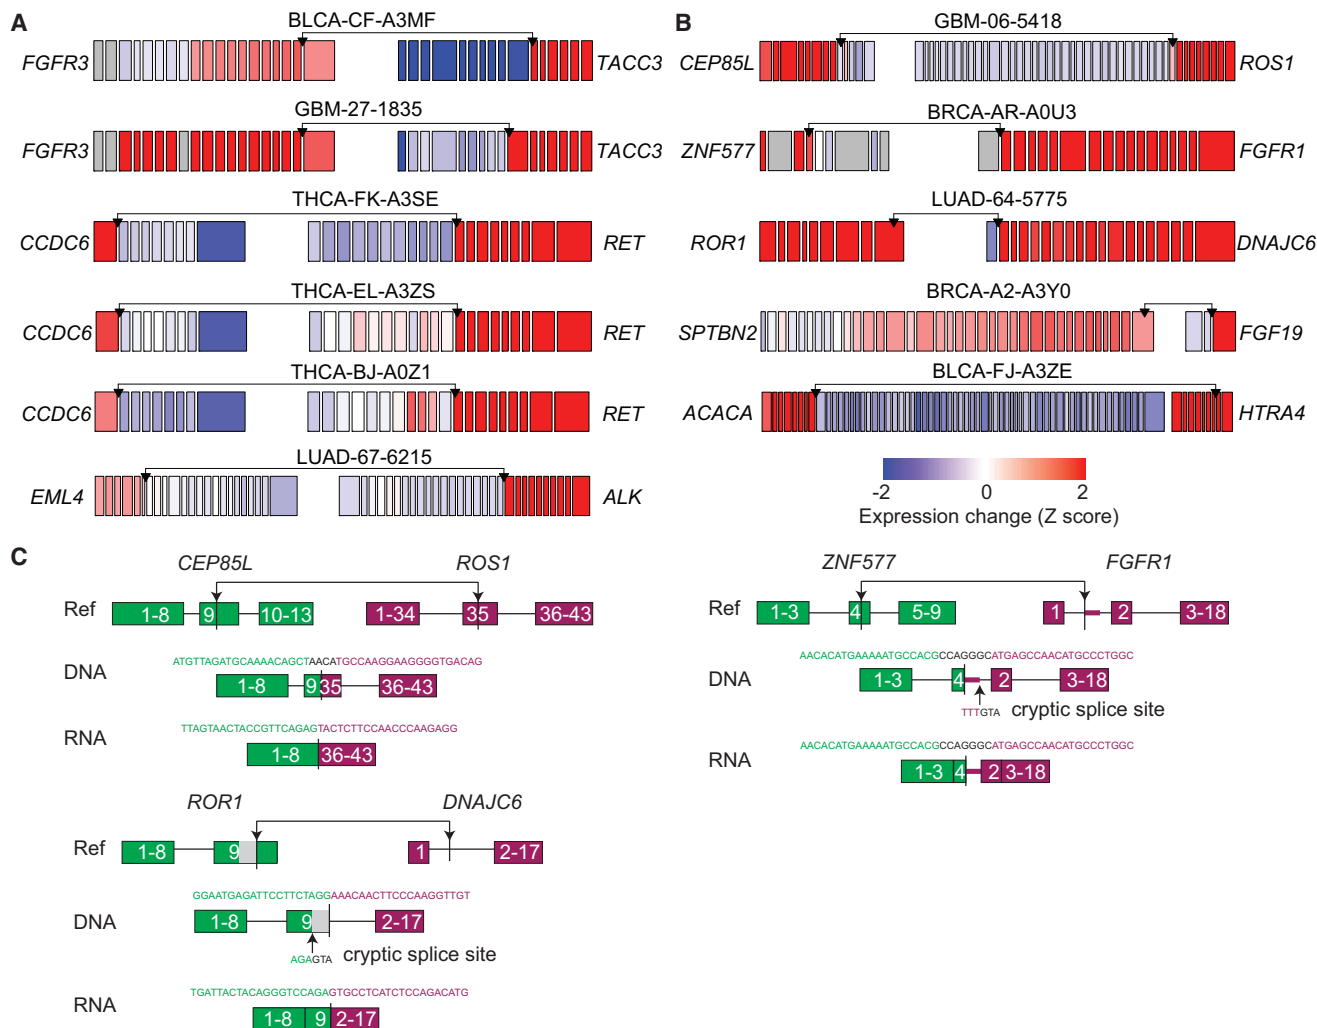 A
BLCA-CF-A3MF
FGFR3
TACC3
GBM-27-1835
FGFR3
TACC3
THCA-FK-A3SE
CCDC6
RET
THCA-EL-A3ZS
CCDC6
RET
THCA-BJ-A0Z1
CCDC6
RET
LUAD-67-6215
EML4
ALK
B
GBM-06-5418
CEP85L
ROS1
BRCA-AR-A0U3
ZNF577
FGFR1
LUAD-64-5775
ROR1
DNAJC6
BRCA-A2-A3Y0
SPTBN2
FGF19
BLCA-FJ-A3ZE
ACACA
HTRA4
-2 0 2
Expression change (Z score)
C
CEP85L ROS1
Ref 1-8 9 10-13 1-34 35 36-43
ATGTTAGATGCAAAACAGCTAACATGCCAAGGAAGGGGTGACAG
DNA 1-8 9 35 36-43
TTAGTAACTACCGTTCAGAGTACTCTTCCAACCCAAGAGG
RNA 1-8 36-43
ROR1 DNAJC6
Ref 1-8 9 1 2-17
GGAATGAGATTCCTTCTAGGAAACAACTTCCCAAGGTTGT
DNA 1-8 9 2-17
AGAGTA cryptic splice site
TGATTACTACAGGGTCCAGAGTGCCTCATCTCCAGACATG
RNA 1-8 9 2-17
ZNF577 FGFR1
Ref 1-3 4 5-9 1 2 3-18
AACACATGAAAAATGCCACGCCAGGGCATGAGCCAACATGCCCTGGC
DNA 1-3 4 2 3-18
TTTGTA cryptic splice site
AACACATGAAAAATGCCACGCCAGGGCATGAGCCAACATGCCCTGGC
RNA 1-3 4 2 3-18